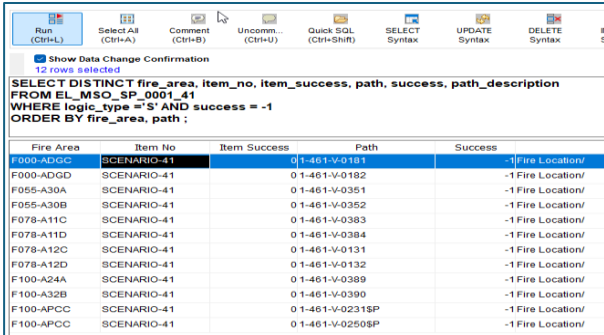 Run Select All Comment Uncomm... Quick SQL SELECT UPDATE DELETE
(Ctrl+L) (Ctrl+A) (Ctrl+B) (Ctrl+U) (Ctrl+Shift) Syntax Syntax Syntax
Show Data Change Confirmation
12 rows selected
SELECT DISTINCT fire_area, item_no, item_success, path, success, path_description
FROM EL_MSO_SP_0001_41
WHERE logic_type ='S' AND success = -1
ORDER BY fire_area, path ;
Fire Area Item No Item Success Path Success
F000-ADGC SCENARIO-41 0 1-461-V-0181 -1 Fire Location/
F000-ADGD SCENARIO-41 0 1-461-V-0182 -1 Fire Location/
F055-A30A SCENARIO-41 0 1-461-V-0351 -1 Fire Location/
F055-A30B SCENARIO-41 0 1-461-V-0352 -1 Fire Location/
F078-A11C SCENARIO-41 0 1-461-V-0383 -1 Fire Location/
F078-A11D SCENARIO-41 0 1-461-V-0384 -1 Fire Location/
F078-A12C SCENARIO-41 0 1-461-V-0131 -1 Fire Location/
F078-A12D SCENARIO-41 0 1-461-V-0132 -1 Fire Location/
F100-A24A SCENARIO-41 0 1-461-V-0389 -1 Fire Location/
F100-A32B SCENARIO-41 0 1-461-V-0390 -1 Fire Location/
F100-APCC SCENARIO-41 0 1-461-V-0231$P -1 Fire Location/
F100-APCC SCENARIO-41 0 1-461-V-0250$P -1 Fire Location/